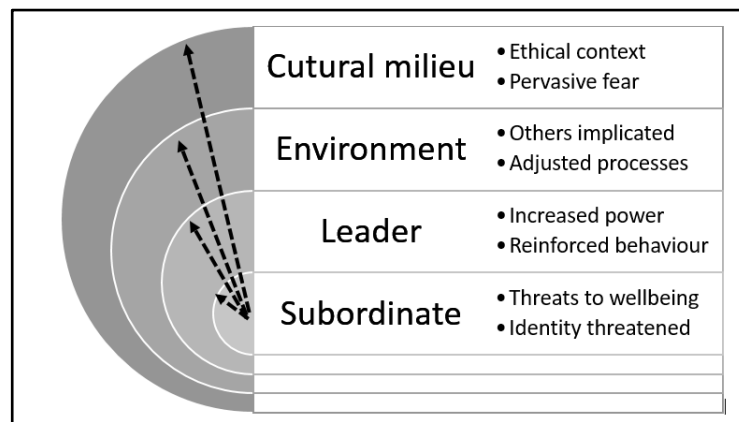 Cutural milieu
• Ethical context
• Pervasive fear
Environment
• Others implicated
• Adjusted processes
Leader
• Increased power
• Reinforced behaviour
Subordinate
• Threats to wellbeing
• Identity threatened